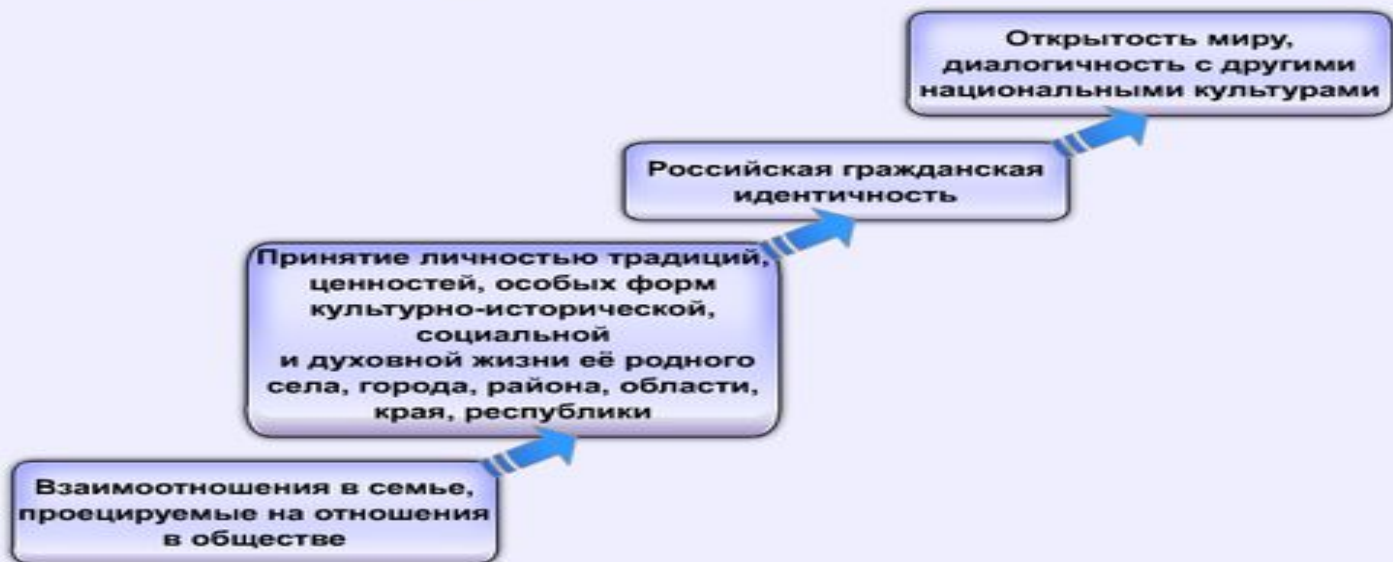 Открытость миру,
диалогичность с другими
национальными культурами
Российская гражданская
идентичность
Принятие личностью традиций,
ценностей, особых форм
культурно-исторической,
социальной
и духовной жизни её родного
села, города, района, области,
края, республики
Взаимоотношения в семье,
проецируемые на отношения
в обществе